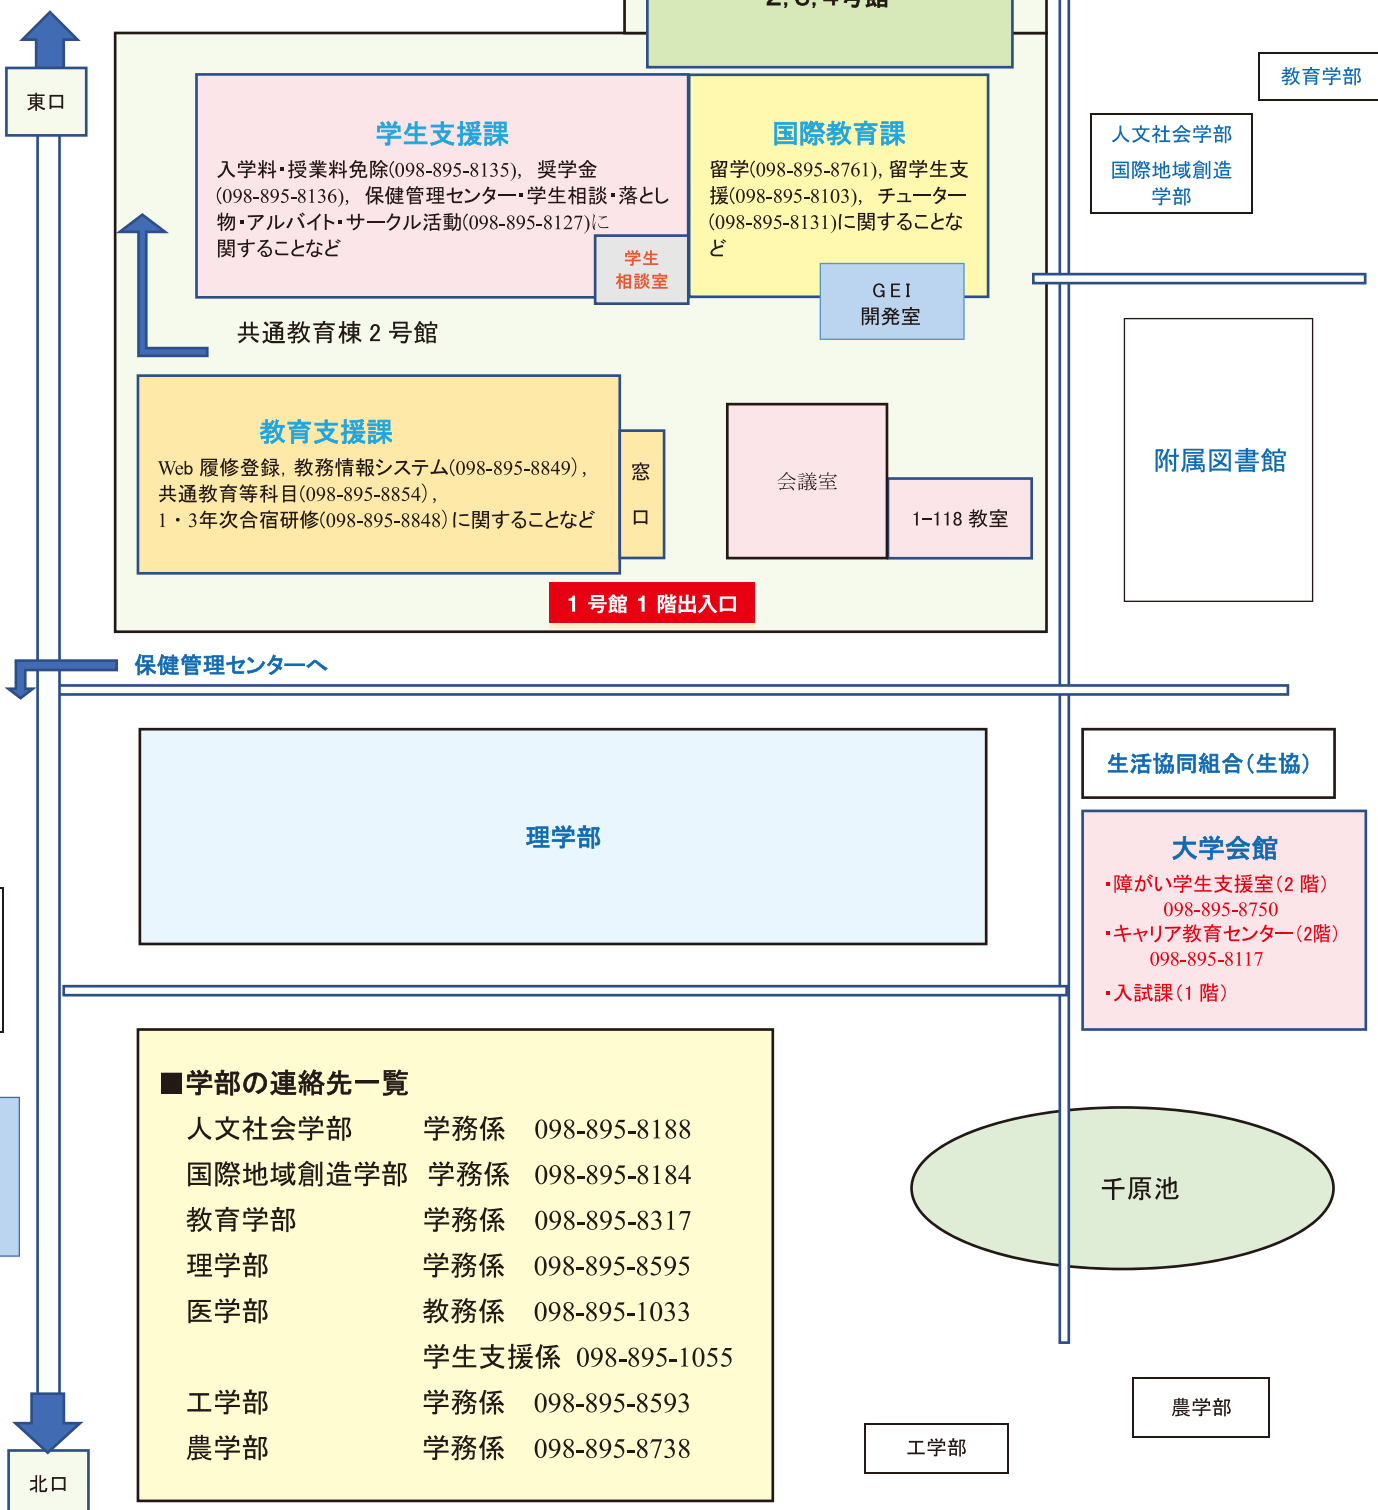 2，3，4号館
東口
教育学部
人文社会学部
国際地域創造
学部
学生支援課
入学料・授業料免除(098-895-8135)， 奨学金
(098-895-8136)， 保健管理センター・学生相談・落とし
物・アルバイト・サークル活動(098-895-8127)に
関することなど
学生
相談室
国際教育課
留学(098-895-8761)，留学生支
援(098-895-8103)， チューター
(098-895-8131)に関することな
ど
GEI
開発室
共通教育棟 2 号館
教育支援課
Web 履修登録，教務情報システム(098-895-8849)，
共通教育等科目(098-895-8854)，
1・3年次合宿研修(098-895-8848)に関することなど
窓
口
会議室
1-118 教室
附属図書館
1 号館 1 階出入口
保健管理センターへ
理学部
生活協同組合（生協）
大学会館
・障がい学生支援室（2 階）
098-895-8750
・キャリア教育センター（2階）
098-895-8117
・入試課（1 階）
■学部の連絡先一覧
人文社会学部 学務係 098-895-8188
国際地域創造学部 学務係 098-895-8184
教育学部 学務係 098-895-8317
理学部 学務係 098-895-8595
医学部 教務係 098-895-1033
学生支援係 098-895-1055
工学部 学務係 098-895-8593
農学部 学務係 098-895-8738
千原池
農学部
工学部
北口